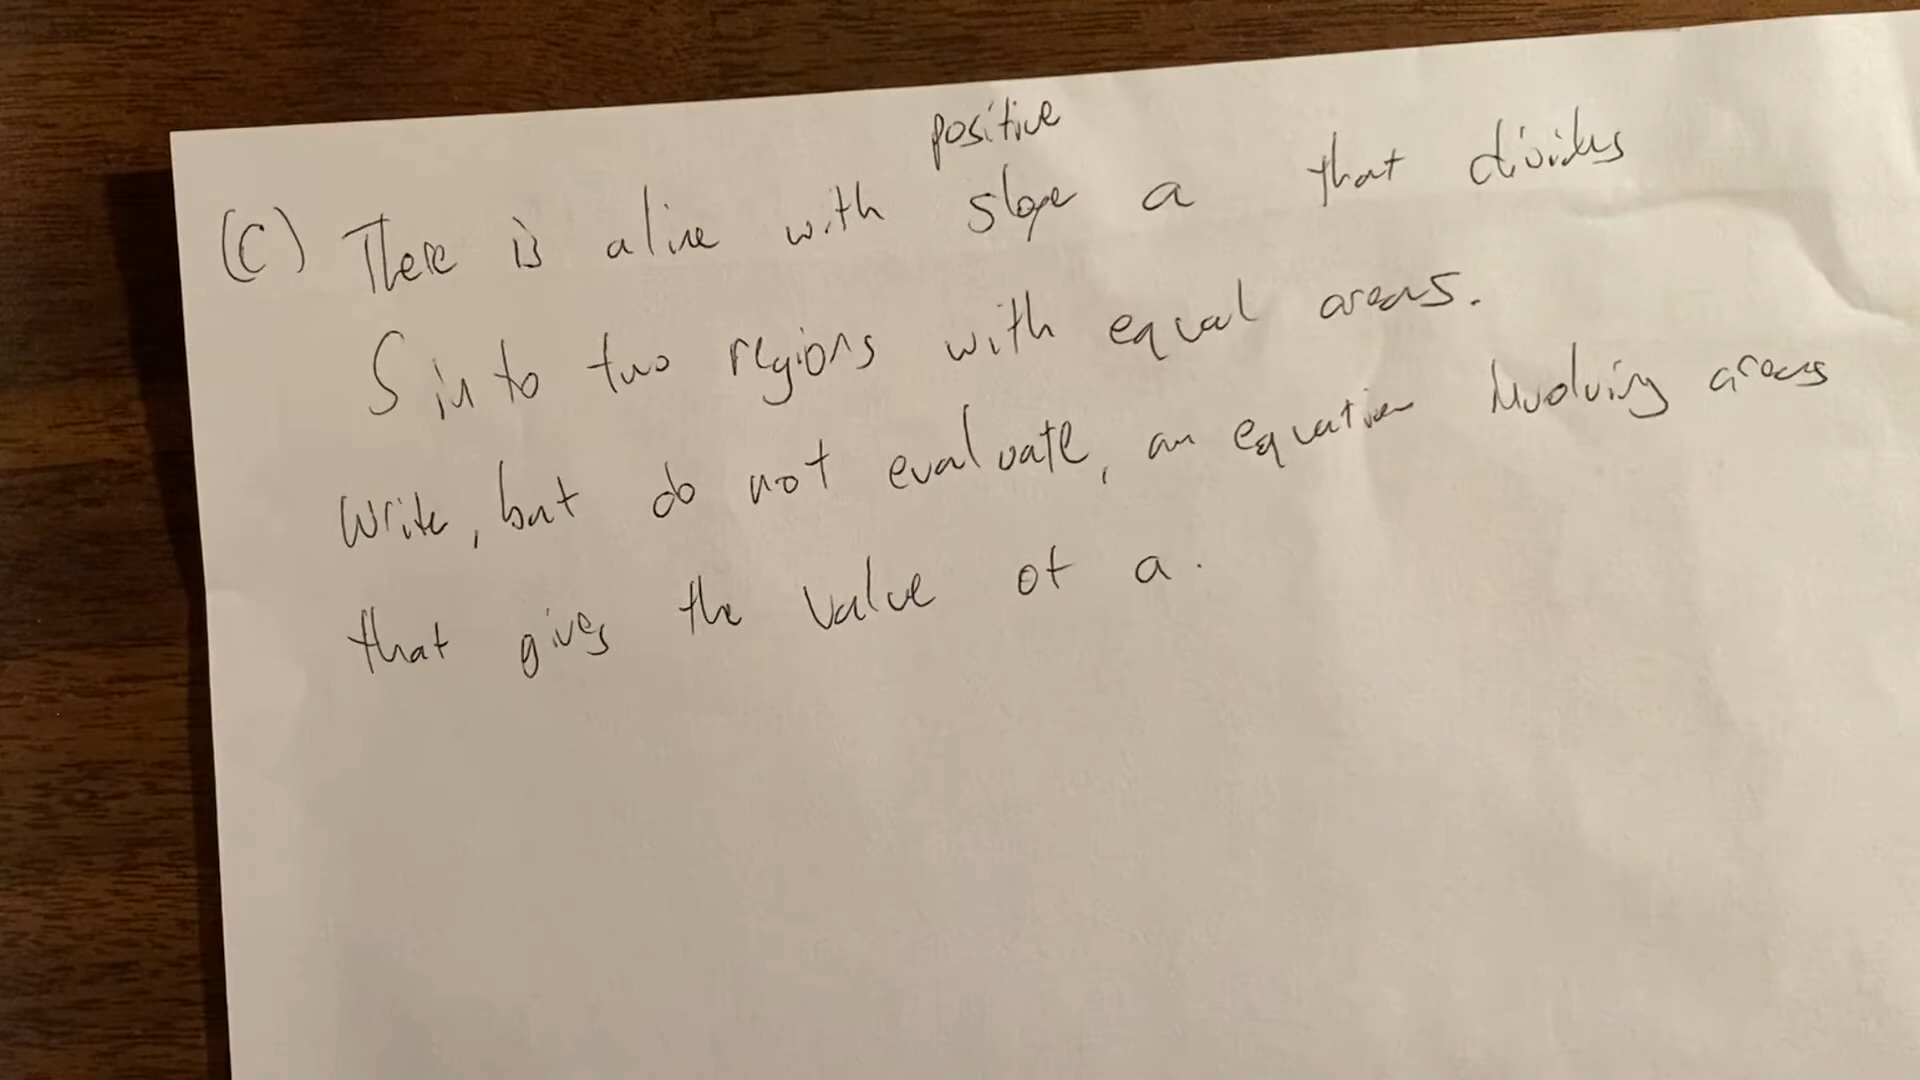 positive
(C) There is a line with slope a that divides
S into two regions with equal areas.
Write, but do not evaluate, an equation involving areas
that gives the value of a.